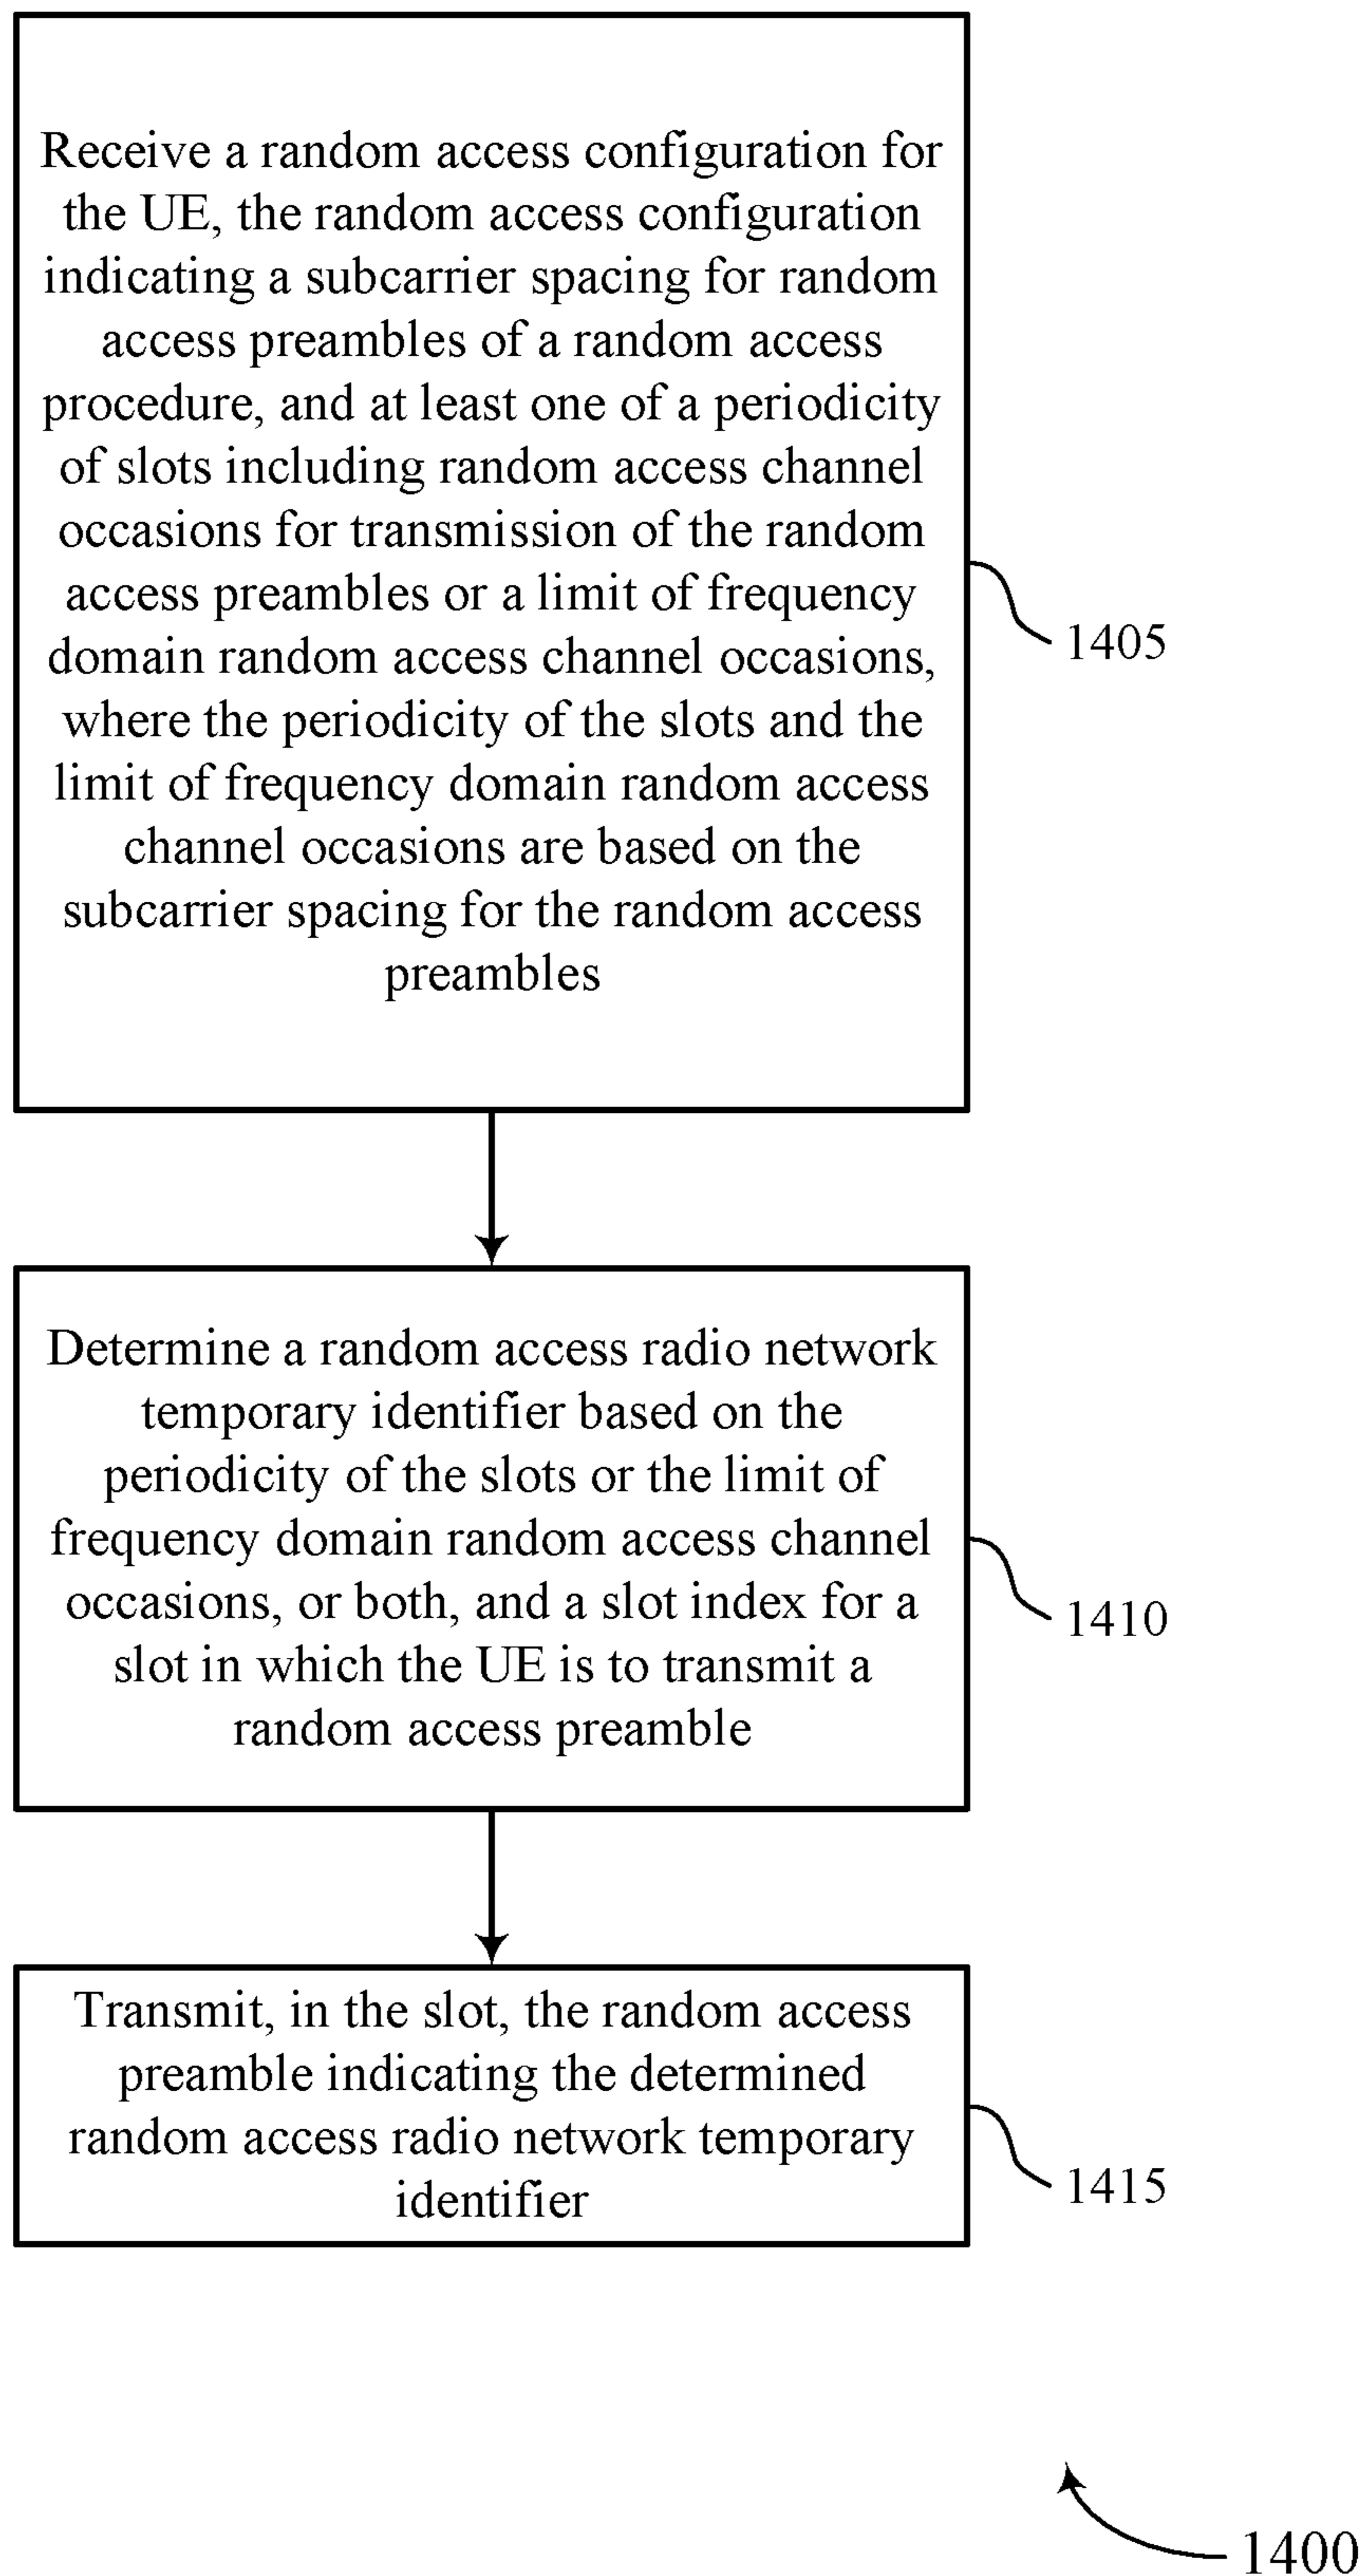 Receive a random access configuration for
the UE, the random access configuration
indicating a subcarrier spacing for random
access preambles of a random access
procedure, and at least one of a periodicity
of slots including random access channel
occasions for transmission of the random
access preambles or a limit of frequency
domain random access channel occasions,
where the periodicity of the slots and the
limit of frequency domain random access
channel occasions are based on the
subcarrier spacing for the random access
preambles
1405
Determine a random access radio network
temporary identifier based on the
periodicity of the slots or the limit of
frequency domain random access channel
occasions, or both, and a slot index for a
slot in which the UE is to transmit a
random access preamble
1410
Transmit, in the slot, the random access
preamble indicating the determined
random access radio network temporary
identifier
1415
1400